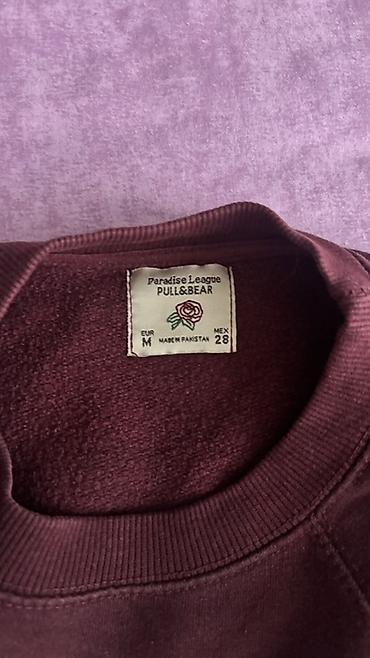 Paradise League
PULL&BEAR
EUR MEX
M MADE IN PAKISTAN 28